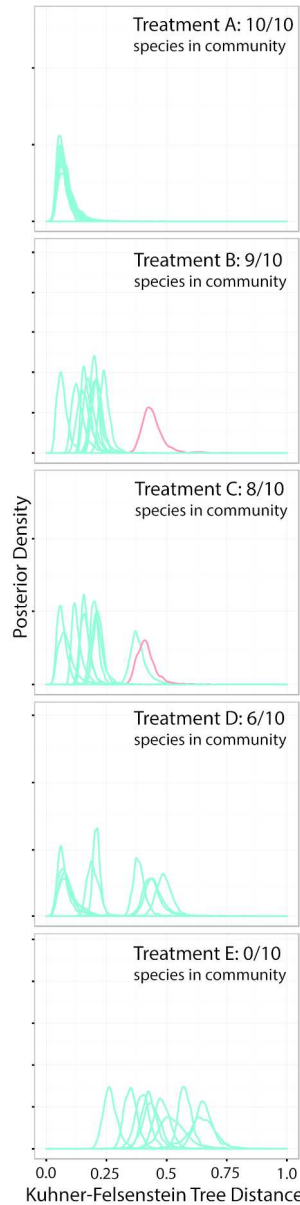 Treatment A: 10/10
species in community
Treatment B: 9/10
species in community
Treatment C: 8/10
species in community
Posterior Density
Treatment D: 6/10
species in community
Treatment E: 0/10
species in community
0.0 0.25 0.5 0.75 1.0
Kuhner-Felsenstein Tree Distance